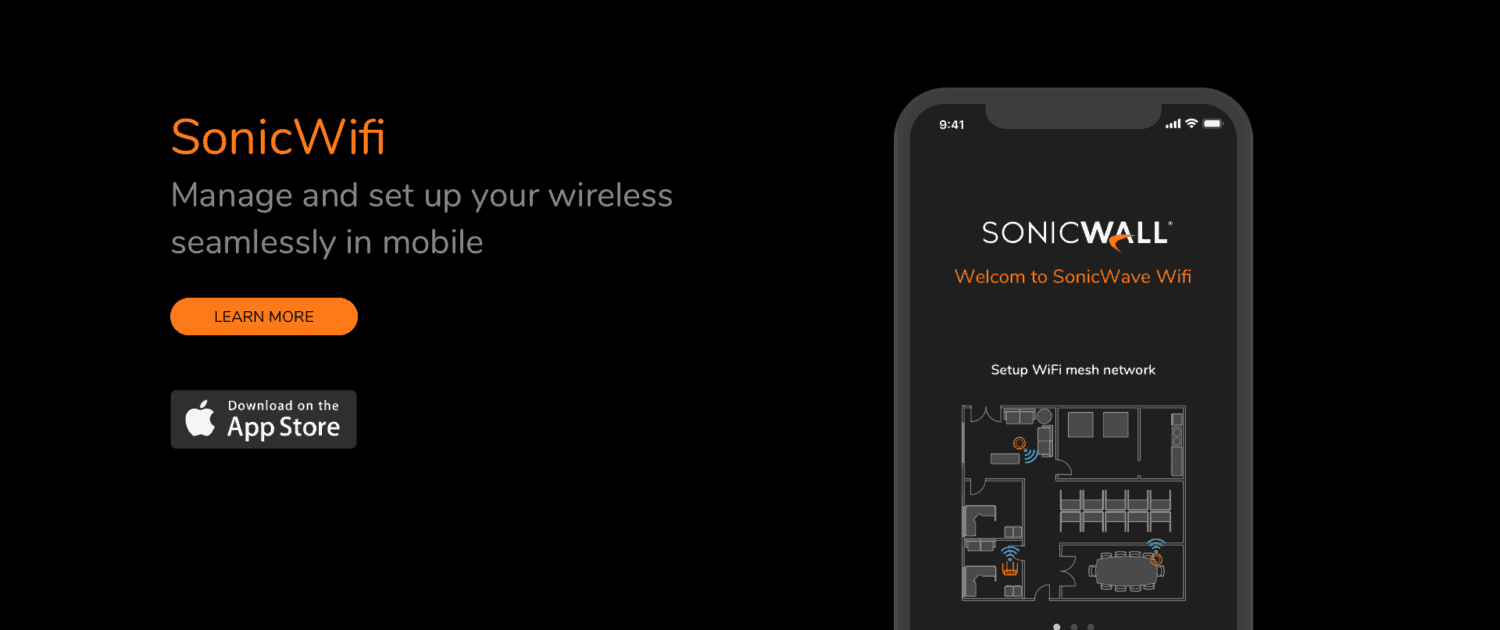 SonicWifi
Manage and set up your wireless
seamlessly in mobile
LEARN MORE
Download on the
App Store
9:41
SONICWALL®
Welcom to SonicWave Wifi
Setup WiFi mesh network